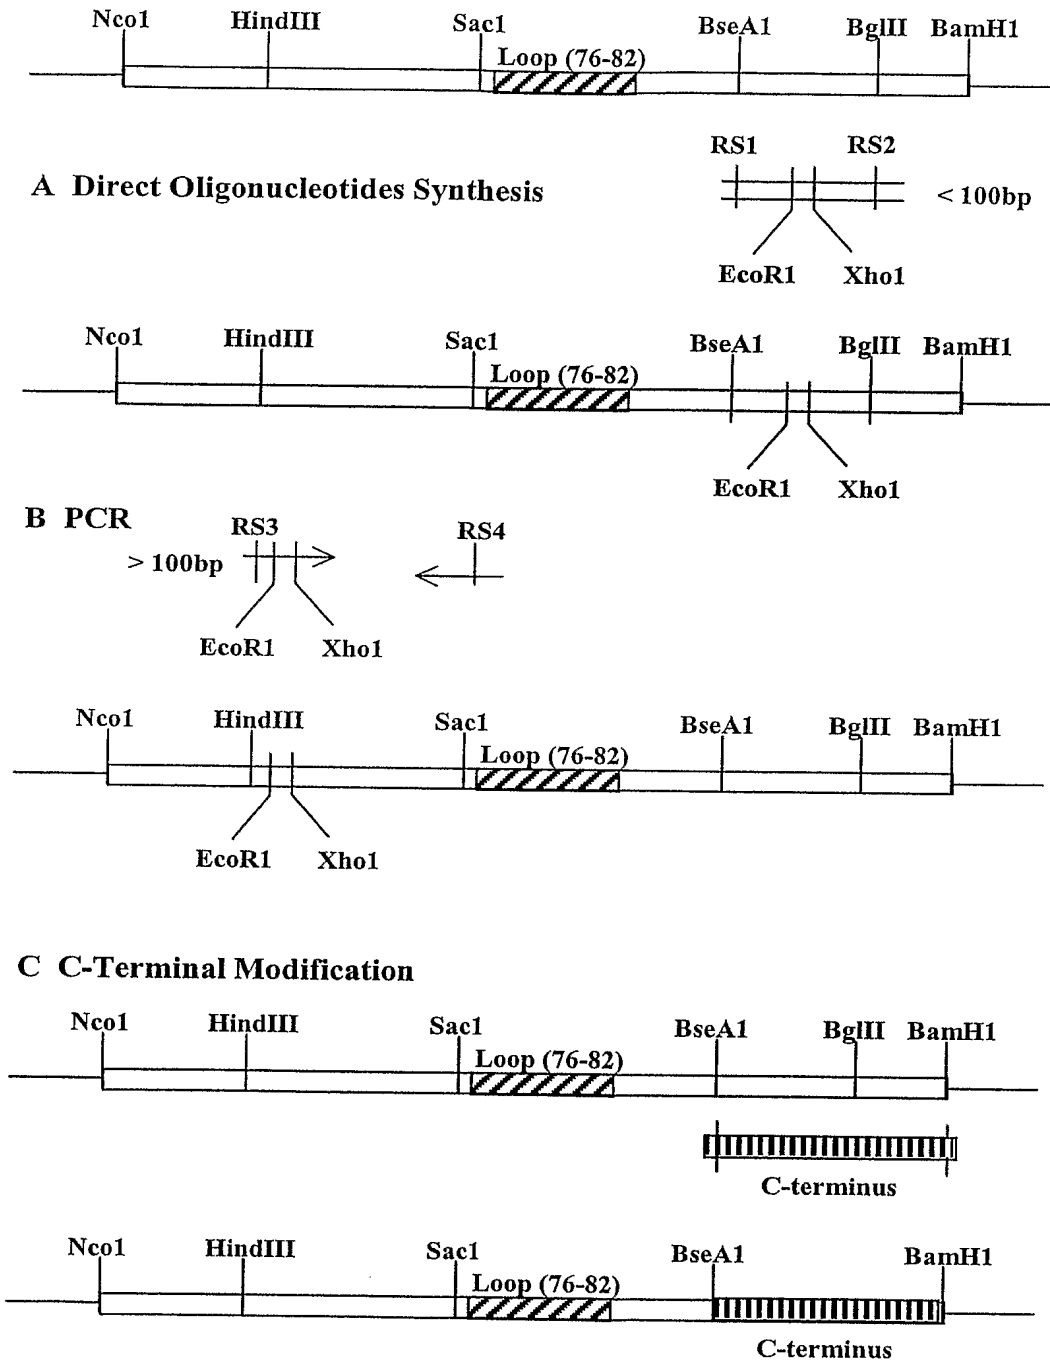 Nco1 HindIII Sac1 BseA1 BglII BamH1
Loop (76-82)
RS1 RS2
A Direct Oligonucleotides Synthesis < 100bp
EcoR1 Xho1
Nco1 HindIII Sac1 BseA1 BglII BamH1
Loop (76-82)
EcoR1 Xho1
B PCR
RS3 RS4
> 100bp
EcoR1 Xho1
Nco1 HindIII Sac1 BseA1 BglII BamH1
Loop (76-82)
EcoR1 Xho1
C C-Terminal Modification
Nco1 HindIII Sac1 BseA1 BglII BamH1
Loop (76-82)
C-terminus
Nco1 HindIII Sac1 BseA1 BamH1
Loop (76-82)
C-terminus